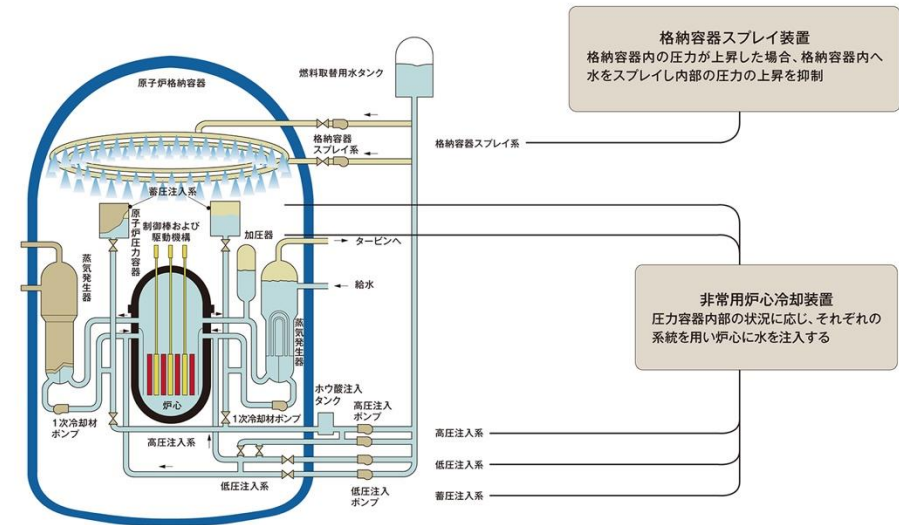 格納容器スプレイ装置
格納容器内の圧力が上昇した場合、格納容器内へ
水をスプレイし内部の圧力の上昇を抑制
燃料取替用水タンク
原子炉格納容器
格納容器
スプレイ系
格納容器スプレイ系
蓄圧注入系
原子炉圧力容器
制御棒および
駆動機構
加圧器
タービンへ
蒸気発生器
給水
蒸気発生器
非常用炉心冷却装置
圧力容器内部の状況に応じ、それぞれの
系統を用い炉心に水を注入する
炉心
ホウ酸注入
タンク
高圧注入
ポンプ
1次冷却材
ポンプ
1次冷却材ポンプ
高圧注入系
高圧注入系
低圧注入系
低圧注入系
低圧注入
ポンプ
蓄圧注入系